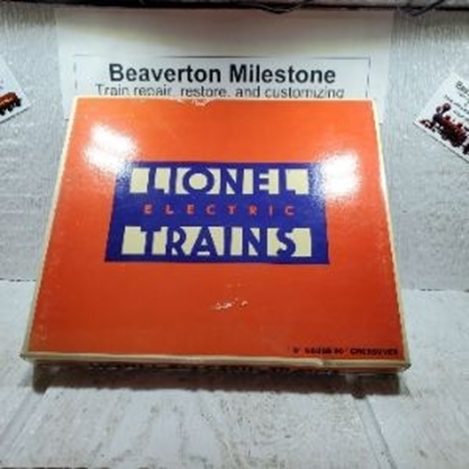 Beaverton Milestone
Train repair, restore, and customizing
LIONEL
ELECTRIC
TRAINS